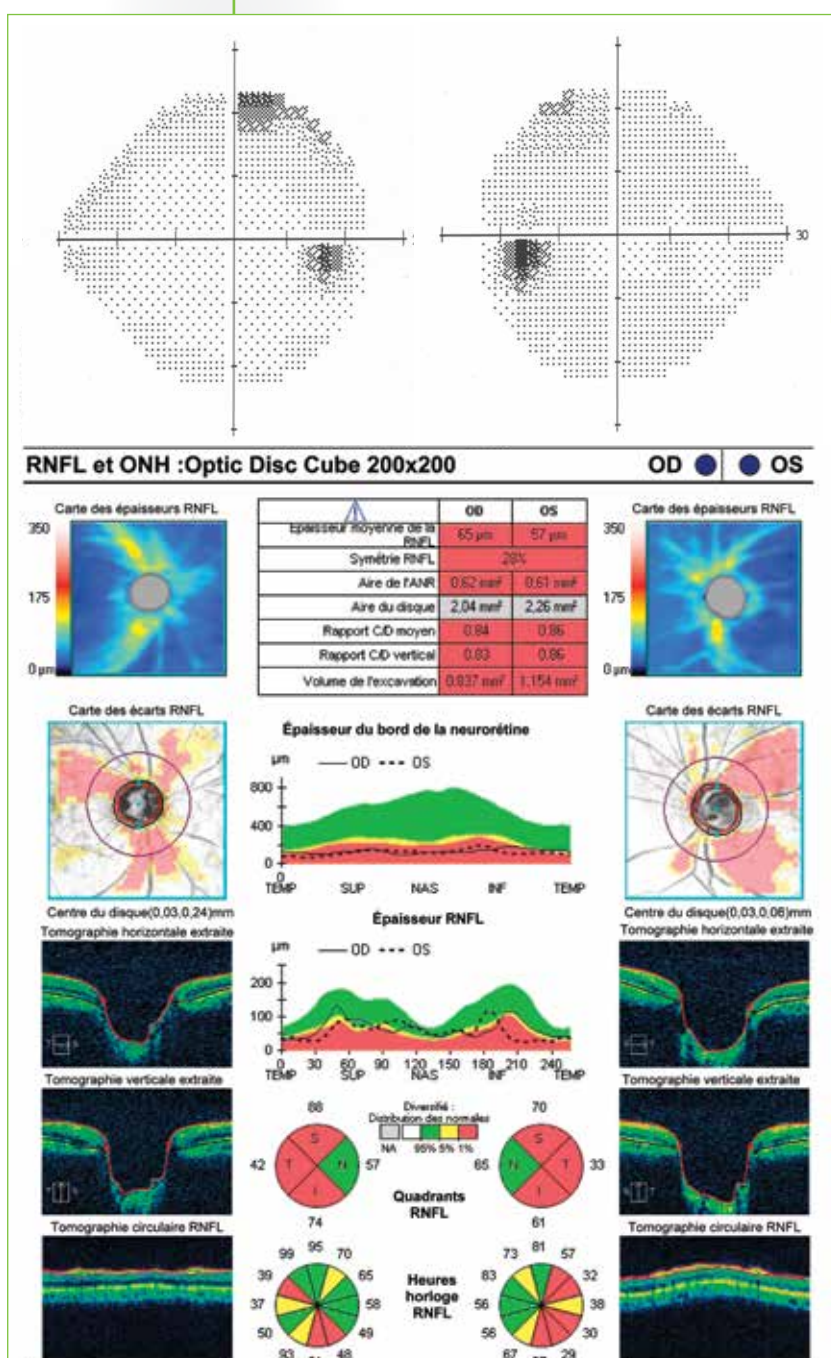 30
RNFL et ONH :Optic Disc Cube 200x200 OD OS
Carte des épaisseurs RNFL
350
175
0 µm
OD OS
Épaisseur moyenne de la RNFL 65 µm 57 µm
Symétrie RNFL 28%
Aire de l'ANR 0,62 mm² 0,61 mm²
Aire du disque 2,04 mm² 2,26 mm²
Rapport C/D moyen 0.84 0.86
Rapport C/D vertical 0.83 0.86
Volume de l'excavation 0.837 mm³ 1.154 mm³
Carte des épaisseurs RNFL
350
175
0 µm
Carte des écarts RNFL
Centre du disque(0,03,0,24)mm
Épaisseur du bord de la neurorétine
µm OD OS
800
400
0
0
TEMP SUP NAS INF TEMP
Carte des écarts RNFL
Centre du disque(0,03,0,06)mm
Tomographie horizontale extraite
Épaisseur RNFL
µm OD OS
200
100
0
0 30 60 90 120 150 180 210 240
TEMP SUP NAS INF TEMP
Tomographie horizontale extraite
Tomographie verticale extraite
Tomographie verticale extraite
Diversifié :
Distribution des normales
NA 95% 5% 1%
88
42 S T N I 57
74
Quadrants
RNFL
70
65 S N T I 33
61
Tomographie circulaire RNFL
Tomographie circulaire RNFL
99 95 70
39 65
37 58
50 49
93 48
Heures
horloge
RNFL
73 81 57
83 32
56 38
56 30
67 29